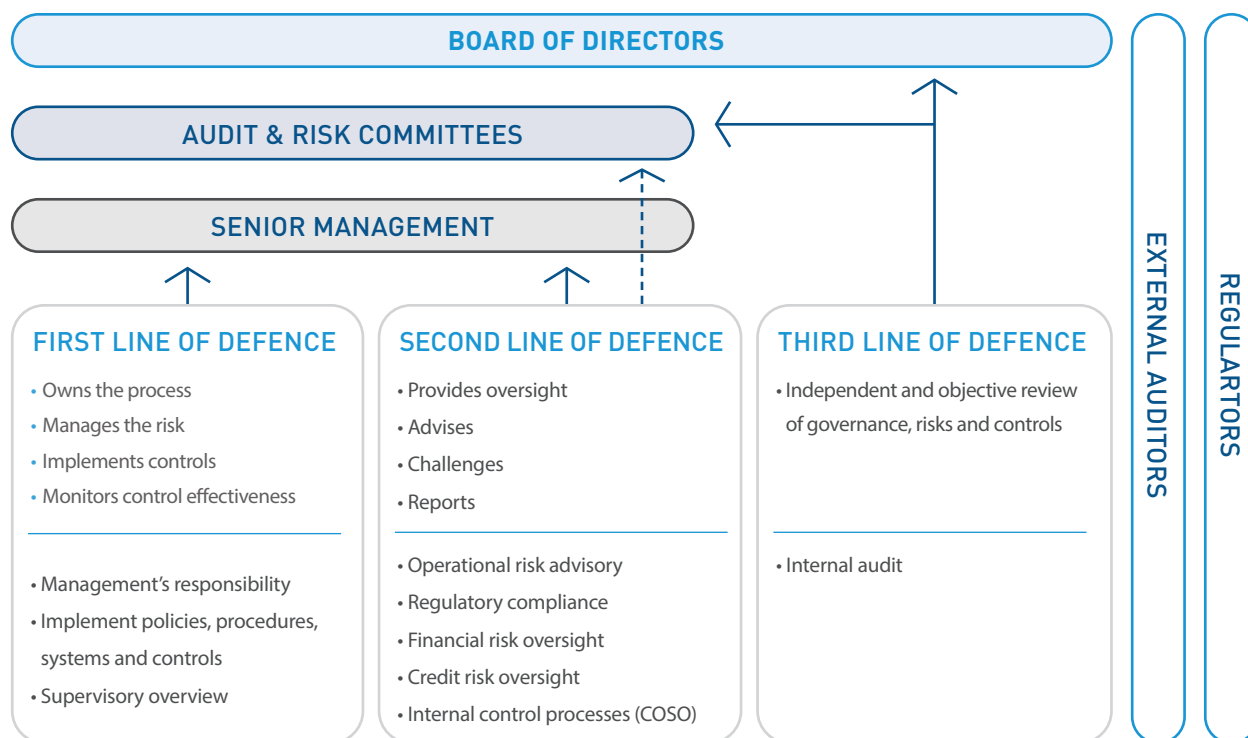 BOARD OF DIRECTORS
AUDIT & RISK COMMITTEES
SENIOR MANAGEMENT
FIRST LINE OF DEFENCE
• Owns the process
• Manages the risk
• Implements controls
• Monitors control effectiveness
• Management’s responsibility
• Implement policies, procedures,
systems and controls
• Supervisory overview
SECOND LINE OF DEFENCE
• Provides oversight
• Advises
• Challenges
• Reports
• Operational risk advisory
• Regulatory compliance
• Financial risk oversight
• Credit risk oversight
• Internal control processes (COSO)
THIRD LINE OF DEFENCE
• Independent and objective review
of governance, risks and controls
• Internal audit
EXTERNAL AUDITORS
REGULARTORS